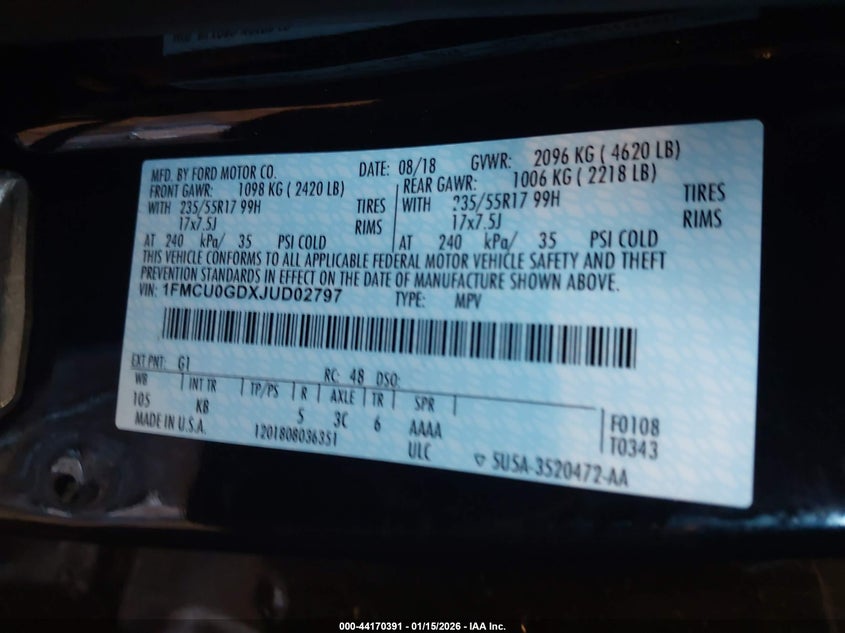 MFD. BY FORD MOTOR CO. DATE: 08/18 GVWR: 2096 KG ( 4620 LB)
FRONT GAWR: 1098 KG ( 2420 LB) REAR GAWR: 1006 KG ( 2218 LB)
WITH 235/55R17 99H TIRES WITH 235/55R17 99H TIRES
17x7.5J RIMS 17x7.5J RIMS
AT 240 kPa/ 35 PSI COLD AT 240 kPa/ 35 PSI COLD
THIS VEHICLE CONFORMS TO ALL APPLICABLE FEDERAL MOTOR VEHICLE SAFETY AND THEFT
PREVENTION STANDARDS IN EFFECT ON THE DATE OF MANUFACTURE SHOWN ABOVE.
VIN: 1FMCU0GDXJUD02797 TYPE: MPV
EXT PNT: G1 RC: 48 DSO:
WB INT TR TP/PS R AXLE TR SPR
105 KB 5 3C 6 AAAA F0108
MADE IN U.S.A. 1201808036351 ULC T0343
5U5A-3520472-AA
000-44170391 - 01/15/2026 - IAA Inc.